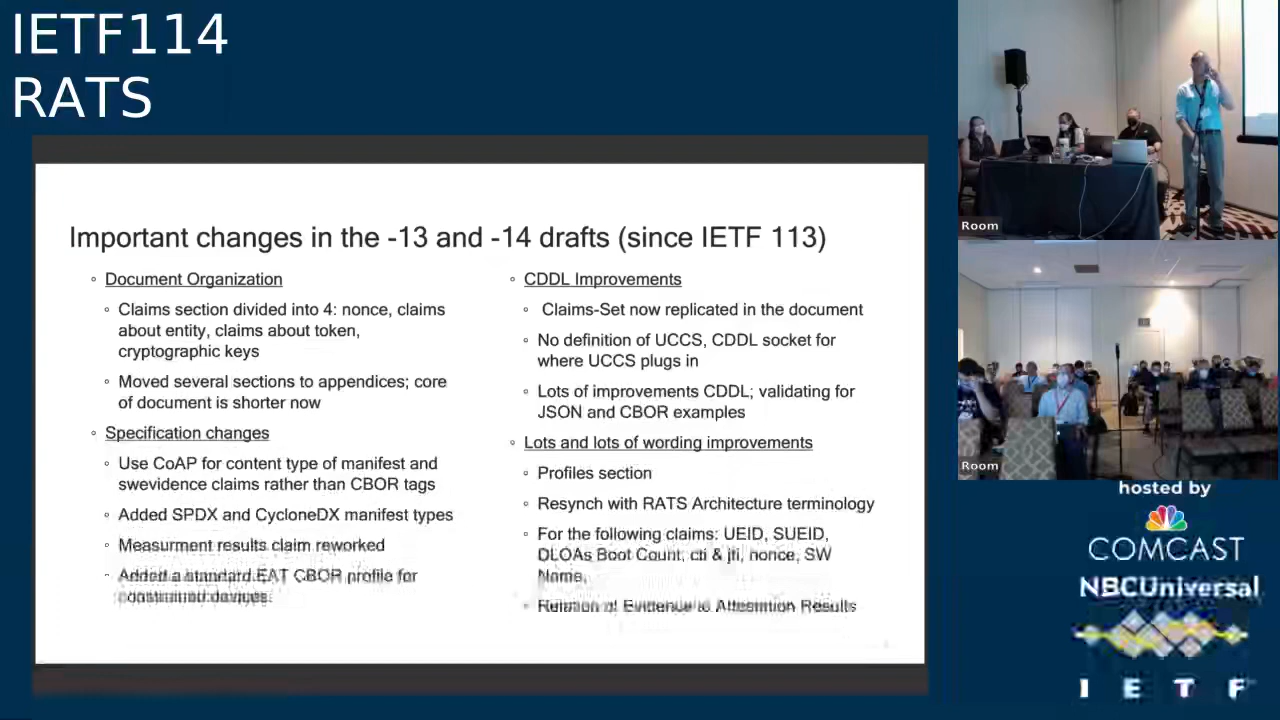 IETF114
RATS
Important changes in the -13 and -14 drafts (since IETF 113)
Document Organization
Claims section divided into 4: nonce, claims
about entity, claims about token,
cryptographic keys
Moved several sections to appendices; core
of document is shorter now
Specification changes
Use CoAP for content type of manifest and
swevidence claims rather than CBOR tags
Added SPDX and CycloneDX manifest types
Measurment results claim reworked
Added a standard EAT CBOR profile for
constrained devices.
CDDL Improvements
Claims-Set now replicated in the document
No definition of UCCS, CDDL socket for
where UCCS plugs in
Lots of improvements CDDL; validating for
JSON and CBOR examples
Lots and lots of wording improvements
Profiles section
Resynch with RATS Architecture terminology
For the following claims: UEID, SUEID,
DLOAs Boot Count, cti & jti, nonce, SW
Name,
Relation of Evidence to Attestation Results
Room
Room
hosted by
COMCAST
NBCUniversal
I E T F